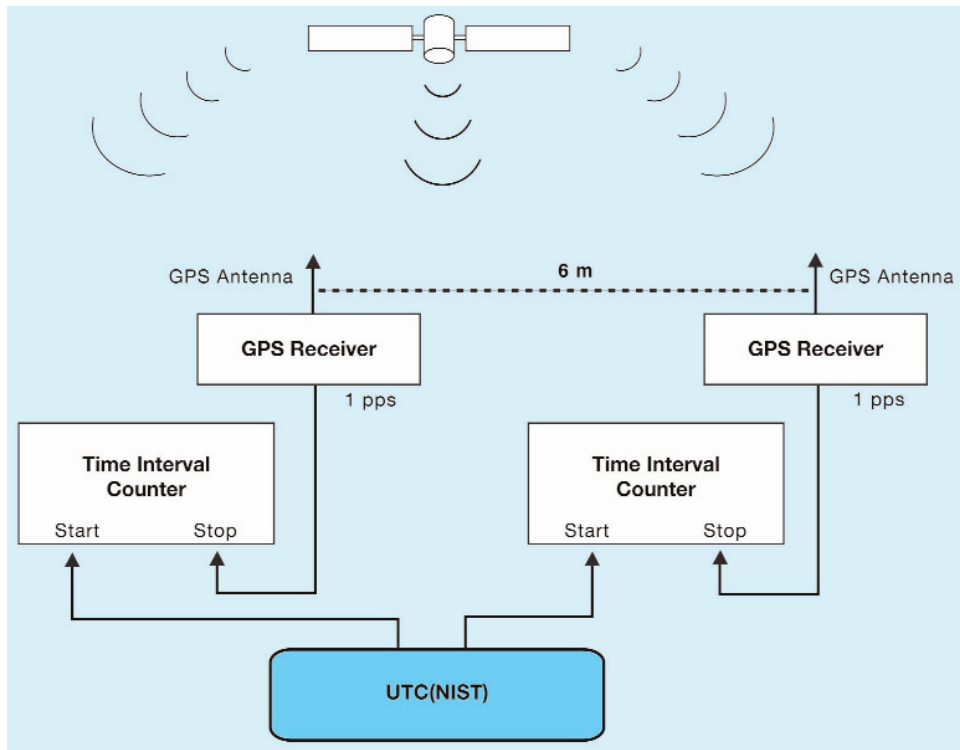 6 m
GPS Antenna
GPS Antenna
GPS Receiver
GPS Receiver
1 pps
1 pps
Time Interval
Counter
Start Stop
Time Interval
Counter
Start Stop
UTC(NIST)